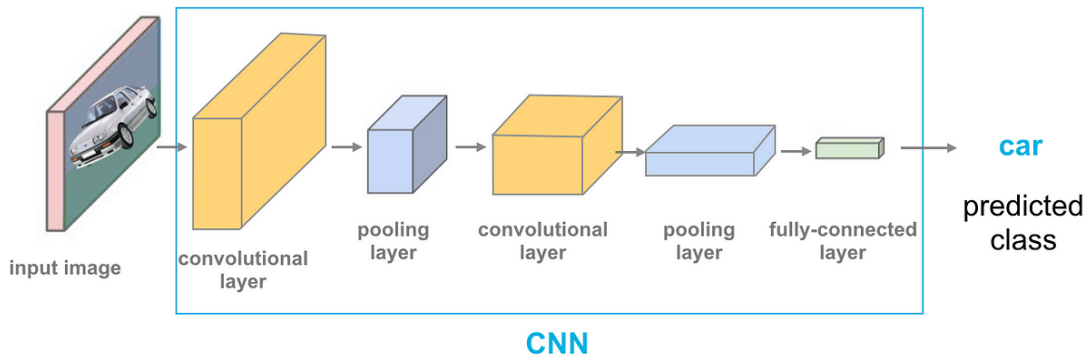 input image
convolutional
layer
pooling
layer
convolutional
layer
pooling
layer
fully-connected
layer
car
predicted
class
CNN